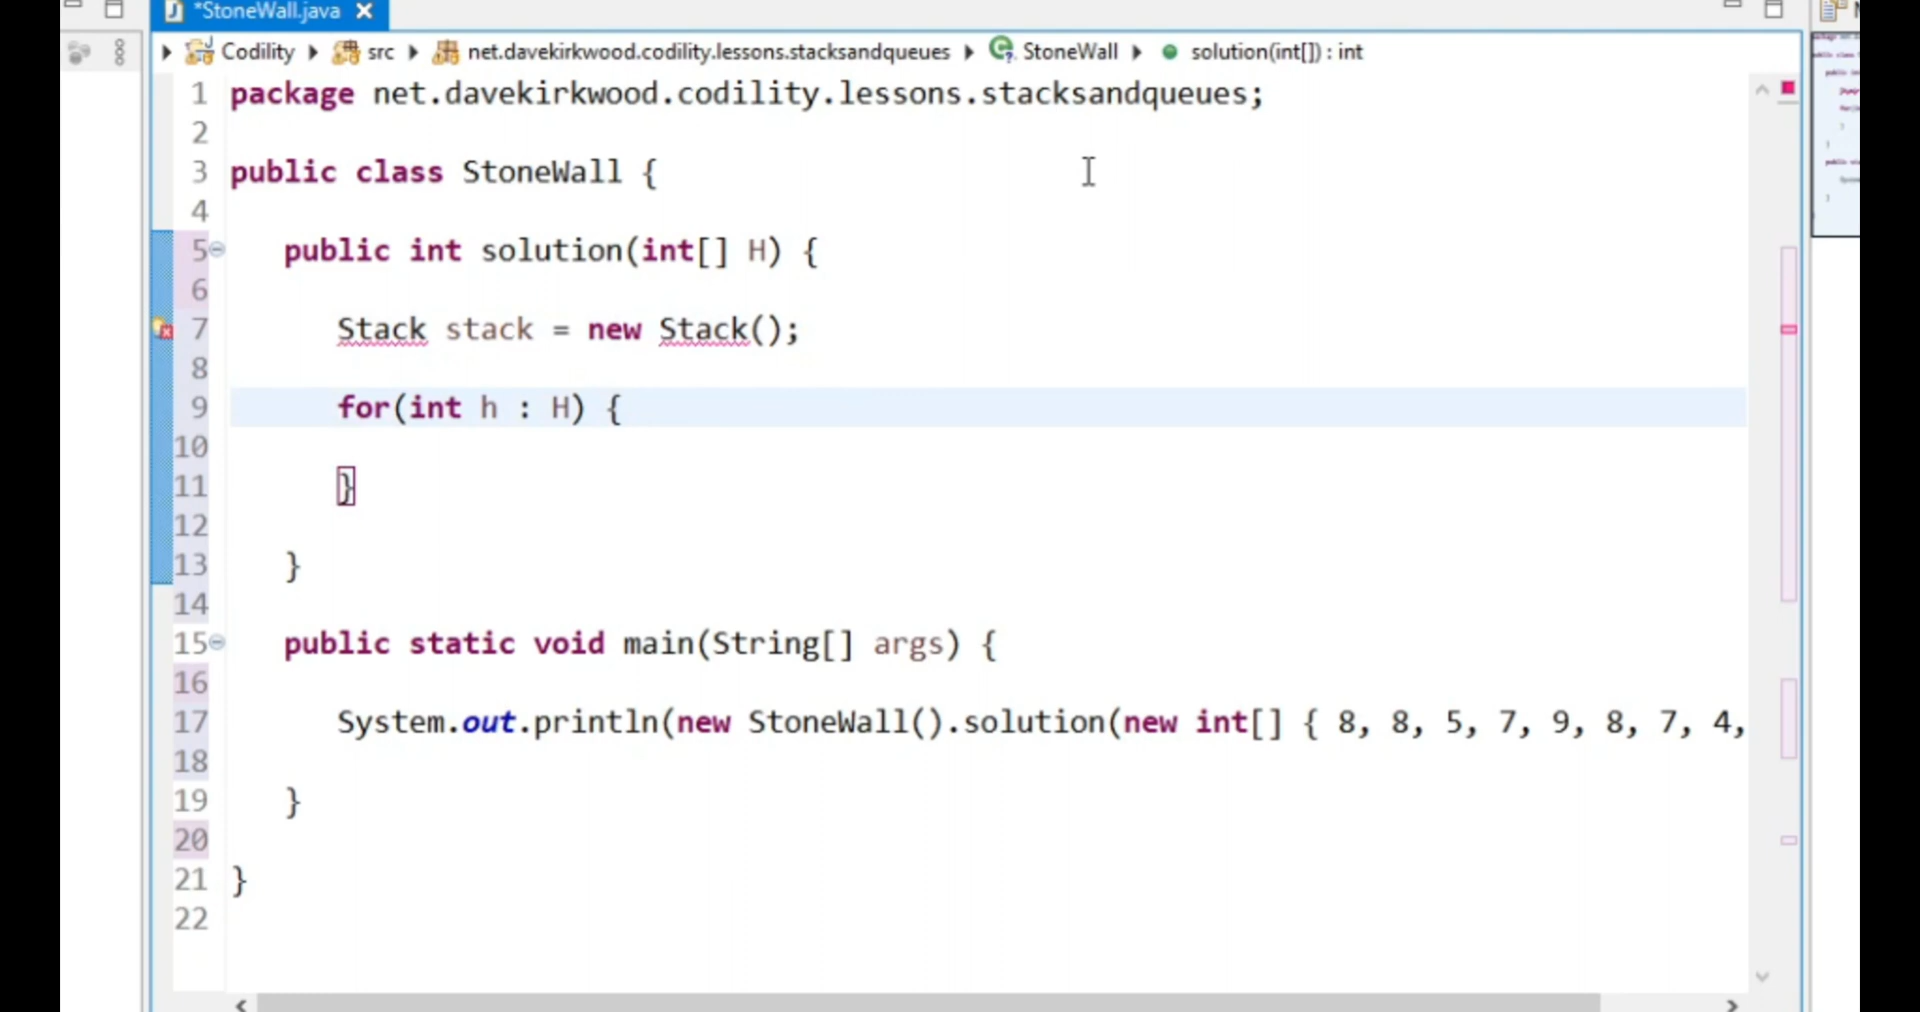 *StoneWall.java
Codility src net.davekirkwood.codility.lessons.stacksandqueues StoneWall solution(int[]) : int
1 package net.davekirkwood.codility.lessons.stacksandqueues;
2
3 public class StoneWall {
4
5 public int solution(int[] H) {
6
7 Stack stack = new Stack();
8
9 for(int h : H) {
10
11 }
12
13 }
14
15 public static void main(String[] args) {
16
17 System.out.println(new StoneWall().solution(new int[] { 8, 8, 5, 7, 9, 8, 7, 4,
18
19 }
20
21 }
22